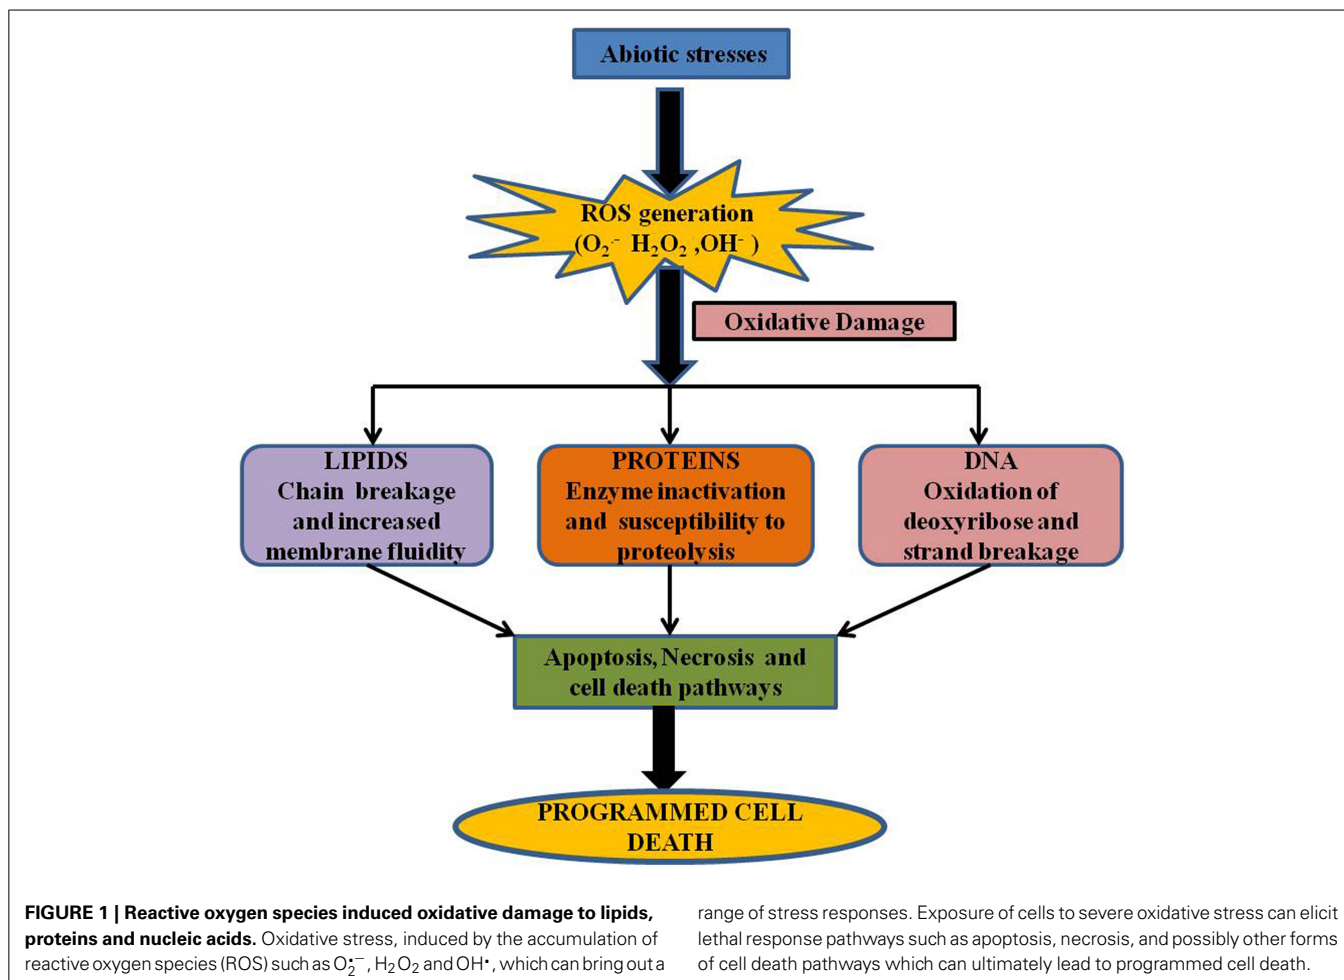 Abiotic stresses
ROS generation
(O₂·⁻ H₂O₂ ,OH⁻ )
Oxidative Damage
LIPIDS
Chain breakage
and increased
membrane fluidity
PROTEINS
Enzyme inactivation
and susceptibility to
proteolysis
DNA
Oxidation of
deoxyribose and
strand breakage
Apoptosis, Necrosis and
cell death pathways
PROGRAMMED CELL
DEATH
FIGURE 1 | Reactive oxygen species induced oxidative damage to lipids,
proteins and nucleic acids. Oxidative stress, induced by the accumulation of
reactive oxygen species (ROS) such as O₂•⁻, H₂O₂ and OH•, which can bring out a
range of stress responses. Exposure of cells to severe oxidative stress can elicit
lethal response pathways such as apoptosis, necrosis, and possibly other forms
of cell death pathways which can ultimately lead to programmed cell death.